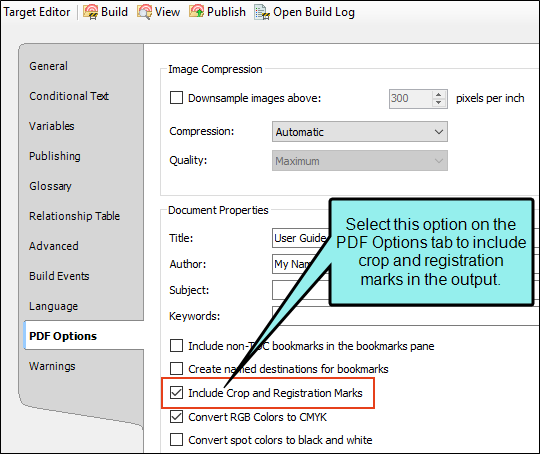 Target Editor Build View Publish Open Build Log
General
Conditional Text
Variables
Publishing
Glossary
Relationship Table
Advanced
Build Events
Language
PDF Options
Warnings
Image Compression
Downsample images above: 300 pixels per inch
Compression: Automatic
Quality: Maximum
Document Properties
Title: User Guide
Author: My Nam
Subject:
Keywords:
Select this option on the
PDF Options tab to include
crop and registration
marks in the output.
Include non-TOC bookmarks in the bookmarks pane
Create named destinations for bookmarks
Include Crop and Registration Marks
Convert RGB Colors to CMYK
Convert spot colors to black and white